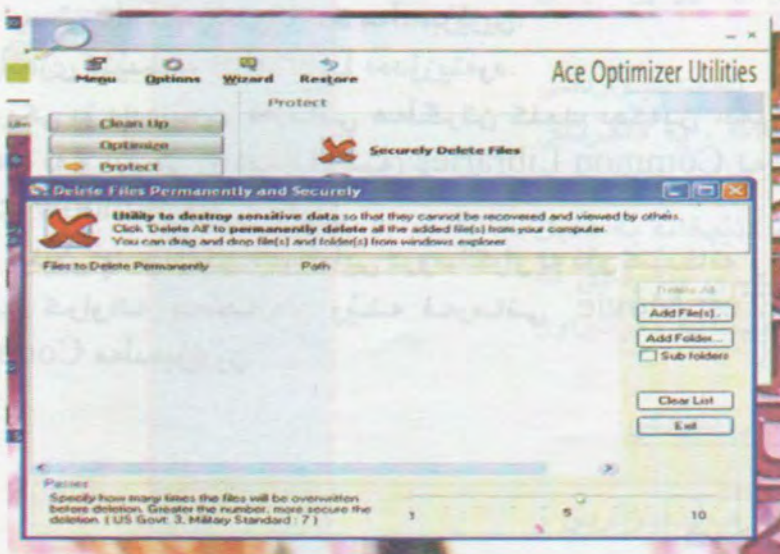 Menu Options Wizard Restore
Ace Optimizer Utilities
Protect
Clean Up
Optimize
Protect
Securely Delete Files
Delete Files Permanently and Securely
Utility to destroy sensitive data so that they cannot be recovered and viewed by others.
Click 'Delete All' to permanently delete all the added file(s) from your computer.
You can drag and drop file(s) and folder(s) from windows explorer
Files to Delete Permanently Path
Delete All
Add File(s)..
Add Folder...
Sub folders
Clear List
Exit
Passes
Specify how many times the files will be overwritten
before deletion. Greater the number, more secure the
deletion. ( US Govt: 3, Military Standard : 7 )
1 5 10